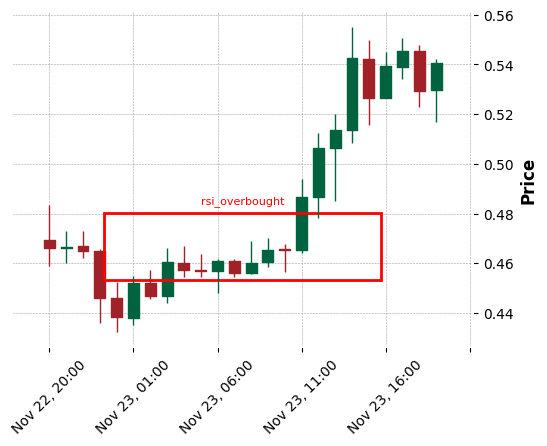 0.56
0.54
0.52
0.50
0.48
0.46
0.44
Price
rsi_overbought
Nov 22, 20:00
Nov 23, 01:00
Nov 23, 06:00
Nov 23, 11:00
Nov 23, 16:00